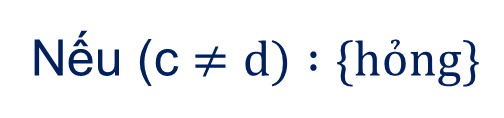 Nếu (c ≠ d) : {hỏng}